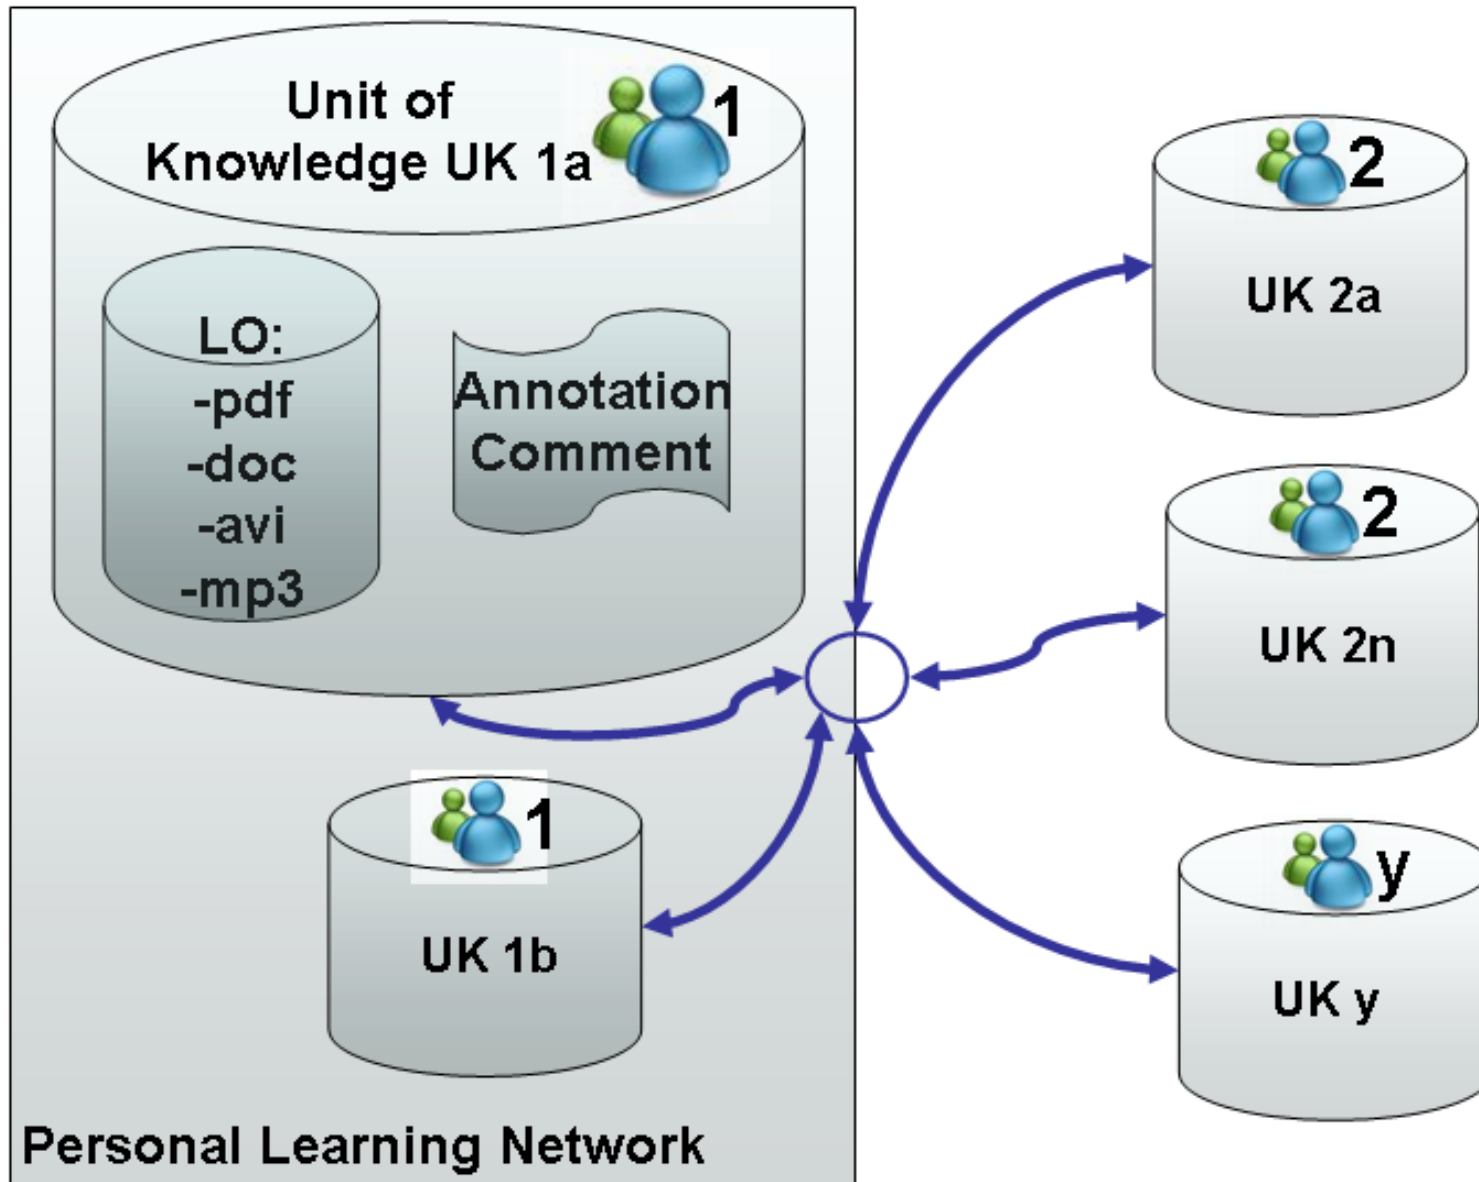 Unit of
Knowledge UK 1a
1
LO:
-pdf
-doc
-avi
-mp3
Annotation
Comment
1
UK 1b
Personal Learning Network
2
UK 2a
2
UK 2n
y
UK y